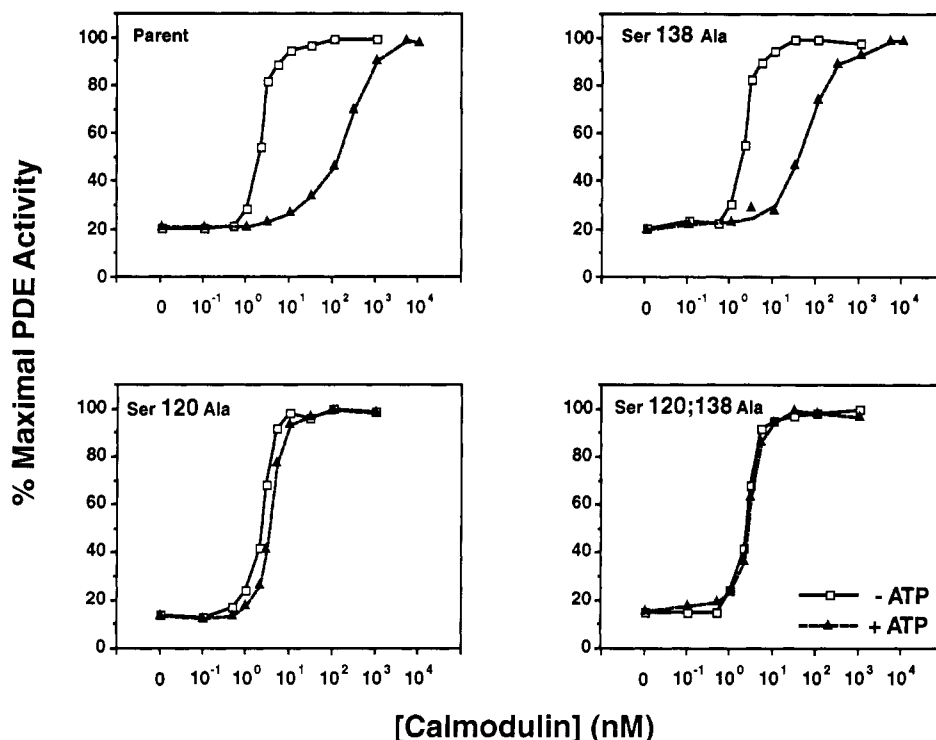 % Maximal PDE Activity
Parent
100
80
60
40
20
0
0 10⁻¹ 10⁰ 10¹ 10² 10³ 10⁴
Ser 138 Ala
100
80
60
40
20
0
0 10⁻¹ 10⁰ 10¹ 10² 10³ 10⁴
Ser 120 Ala
100
80
60
40
20
0
0 10⁻¹ 10⁰ 10¹ 10² 10³ 10⁴
Ser 120;138 Ala
100
80
60
40
20
0
- ATP
+ ATP
0 10⁻¹ 10⁰ 10¹ 10² 10³ 10⁴
[Calmodulin] (nM)